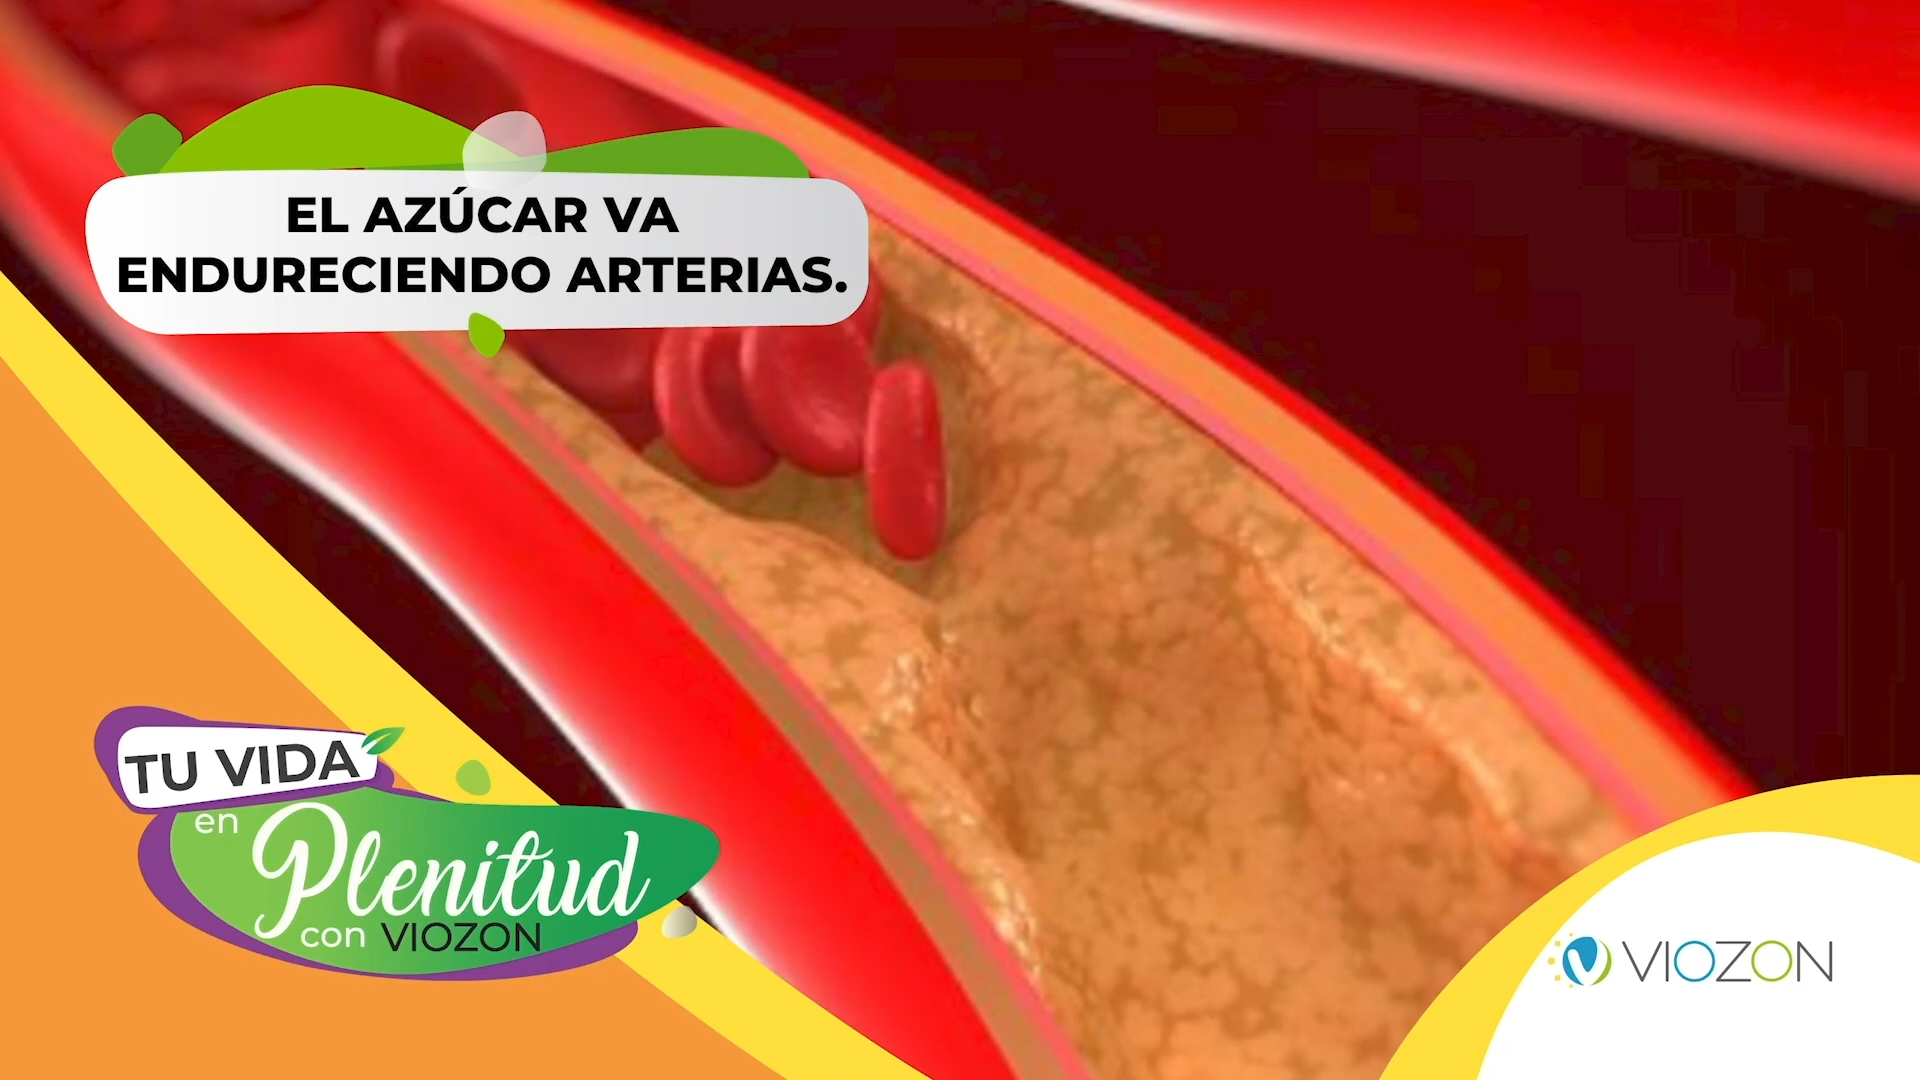 EL AZÚCAR VA
ENDURECIENDO ARTERIAS.
TU VIDA
en
Plenitud
con VIOZON
VIOZON